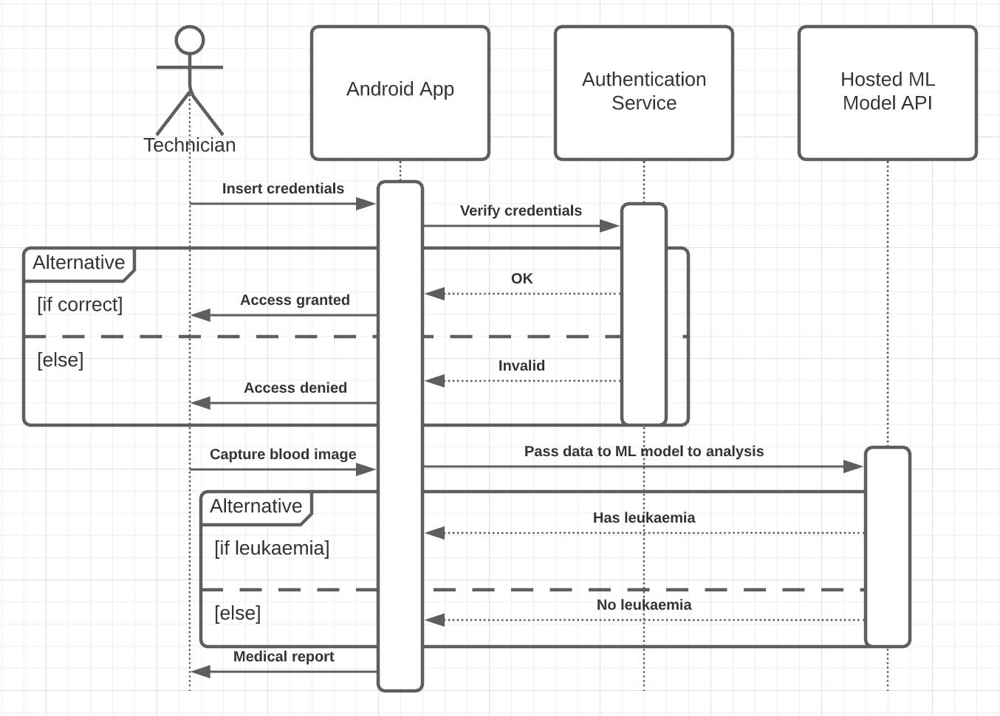 Technician
Android App
Authentication
Service
Hosted ML
Model API
Insert credentials
Verify credentials
Alternative
OK
[if correct]
Access granted
[else]
Invalid
Access denied
Capture blood image
Pass data to ML model to analysis
Alternative
Has leukaemia
[if leukaemia]
No leukaemia
[else]
Medical report